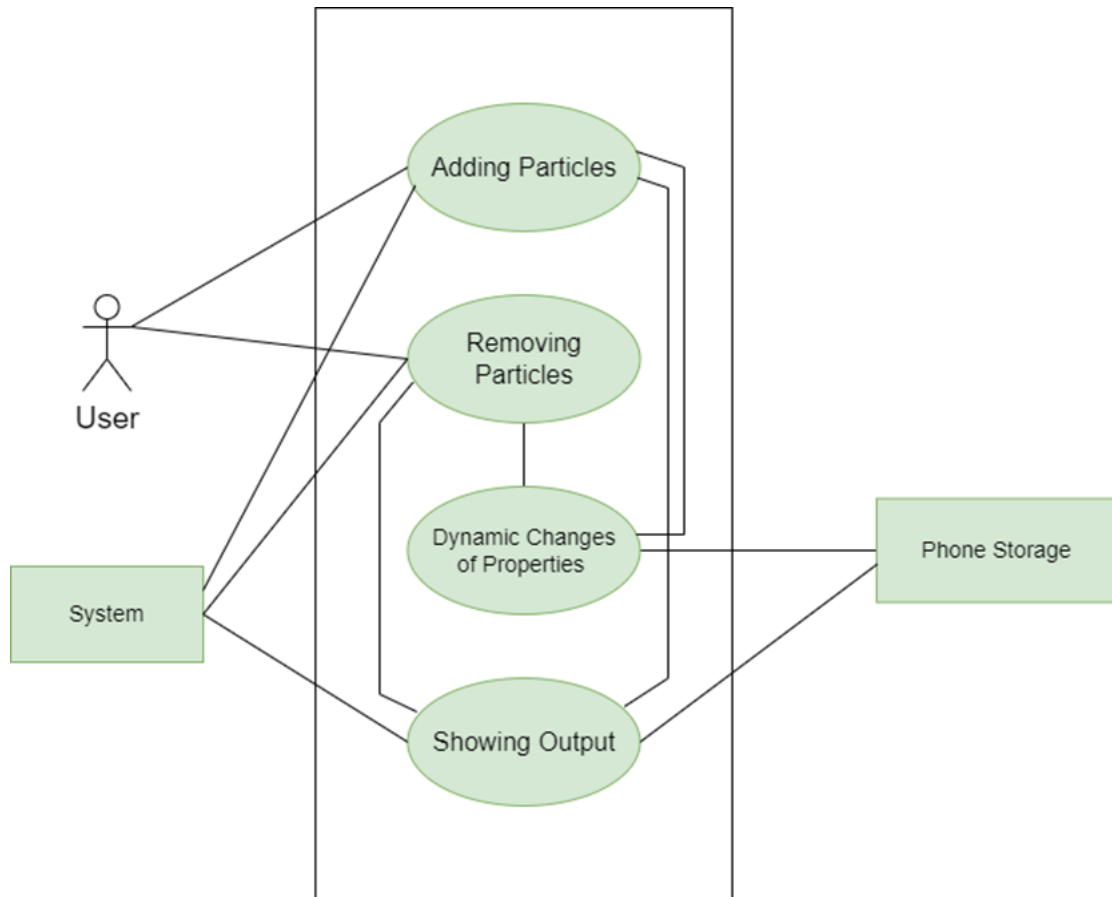 Adding Particles
Removing
Particles
User
Dynamic Changes
of Properties
Phone Storage
System
Showing Output